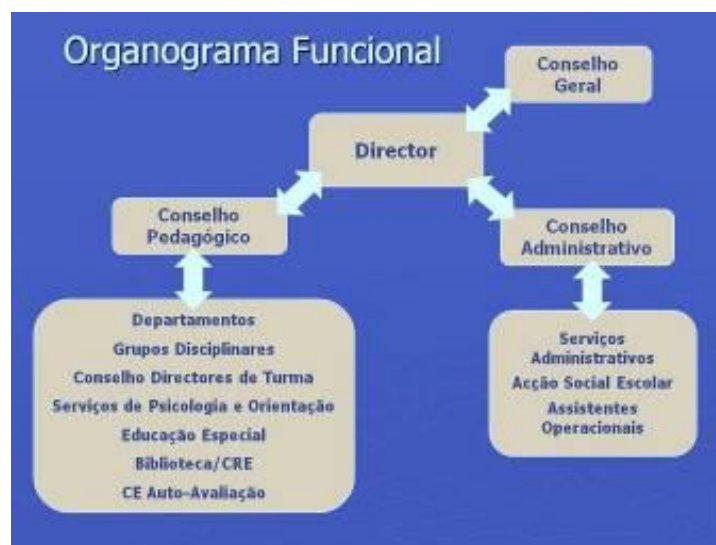 Organograma Funcional
Conselho
Geral
Director
Conselho
Pedagógico
Conselho
Administrativo
Departamentos
Grupos Disciplinares
Conselho Directores de Turma
Serviços de Psicologia e Orientação
Educação Especial
Biblioteca/CRE
CE Auto-Avaliação
Serviços
Administrativos
Acção Social Escolar
Assistentes
Operacionais